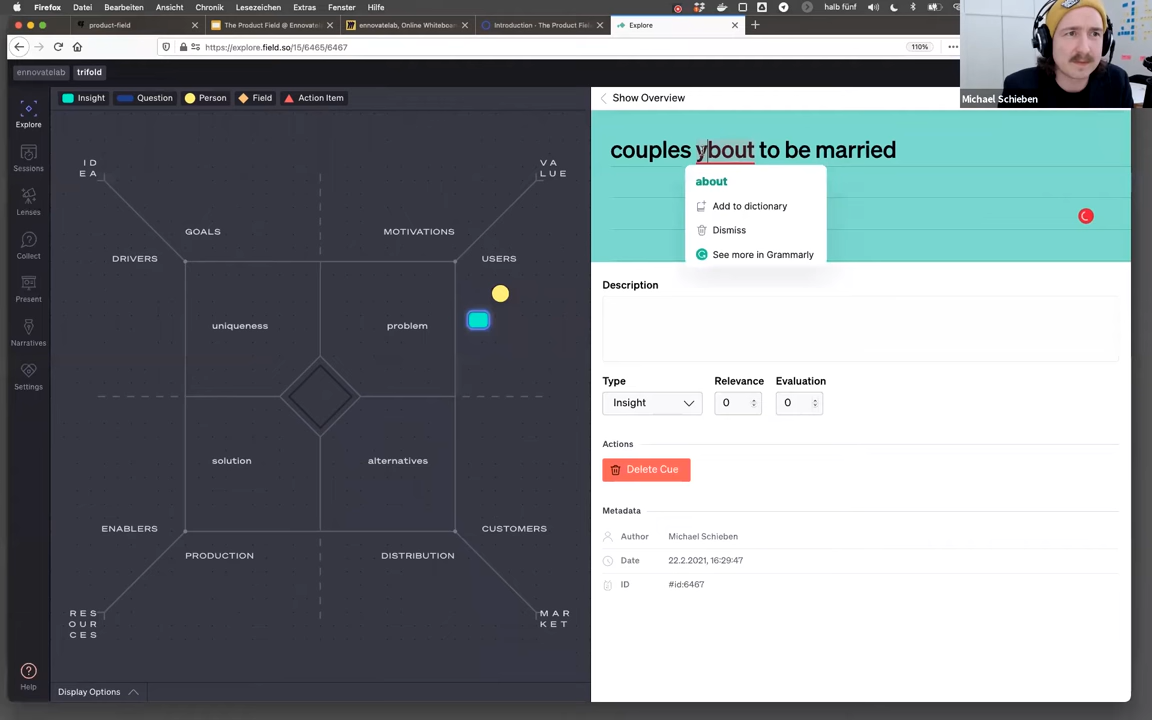 Firefox Datei Bearbeiten Ansicht Chronik Lesezeichen Extras Fenster Hilfe halb fünf
product-field
The Product Field @ Ennovatel
ennovatelab, Online Whiteboard
Introduction - The Product Fiel
Explore
https://explore.field.so/15/6465/6467
110%
ennovatelab trifold
Insight Question Person Field Action Item
Show Overview
Michael Schieben
Explore
Sessions
Lenses
Collect
Present
Narratives
Settings
Help
ID
EA
VA
LUE
GOALS MOTIVATIONS
DRIVERS USERS
uniqueness problem
solution alternatives
ENABLERS CUSTOMERS
PRODUCTION DISTRIBUTION
RES
OUR
CES
MAR
KET
Display Options
couples ybout to be married
about
Add to dictionary
Dismiss
See more in Grammarly
Description
Type Relevance Evaluation
Insight 0 0
Actions
Delete Cue
Metadata
Author Michael Schieben
Date 22.2.2021, 16:29:47
ID #id:6467